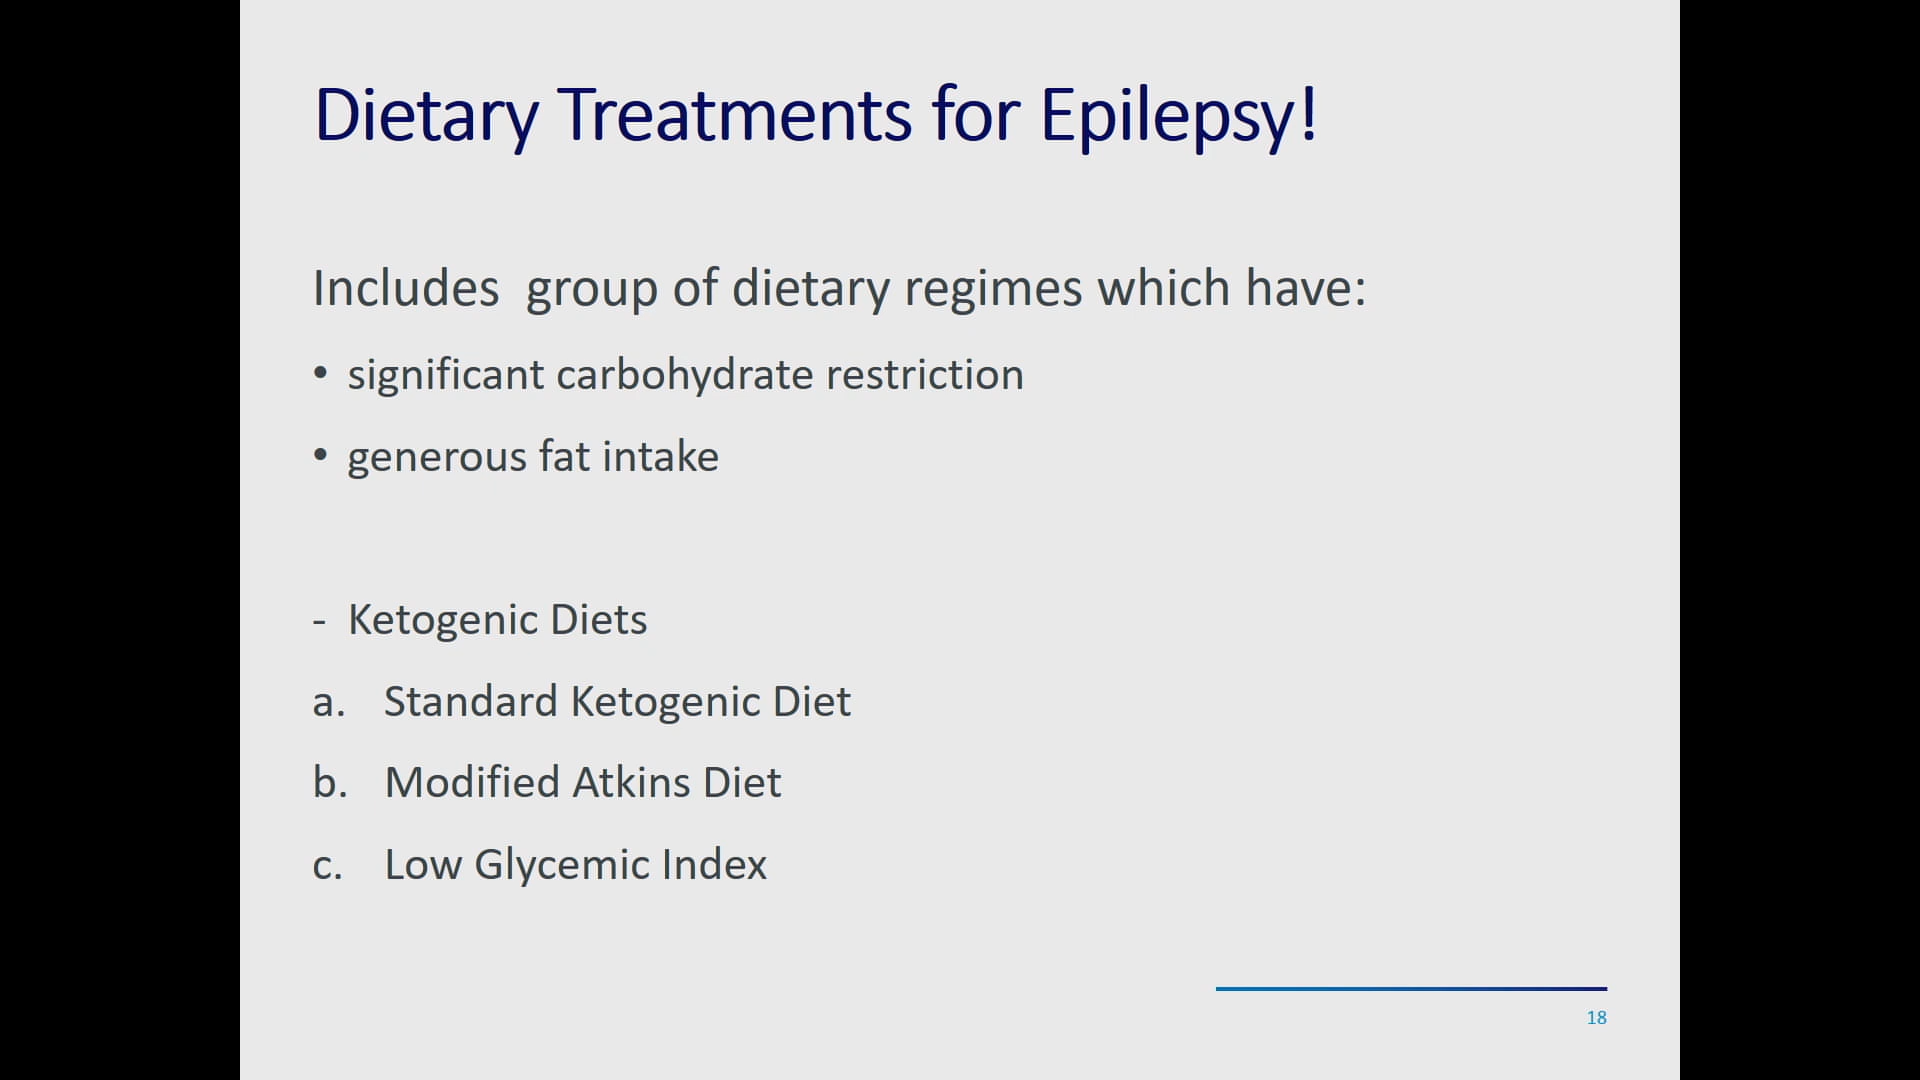 Dietary Treatments for Epilepsy!
Includes  group of dietary regimes which have:
• significant carbohydrate restriction
• generous fat intake
- Ketogenic Diets
a. Standard Ketogenic Diet
b. Modified Atkins Diet
c. Low Glycemic Index
18